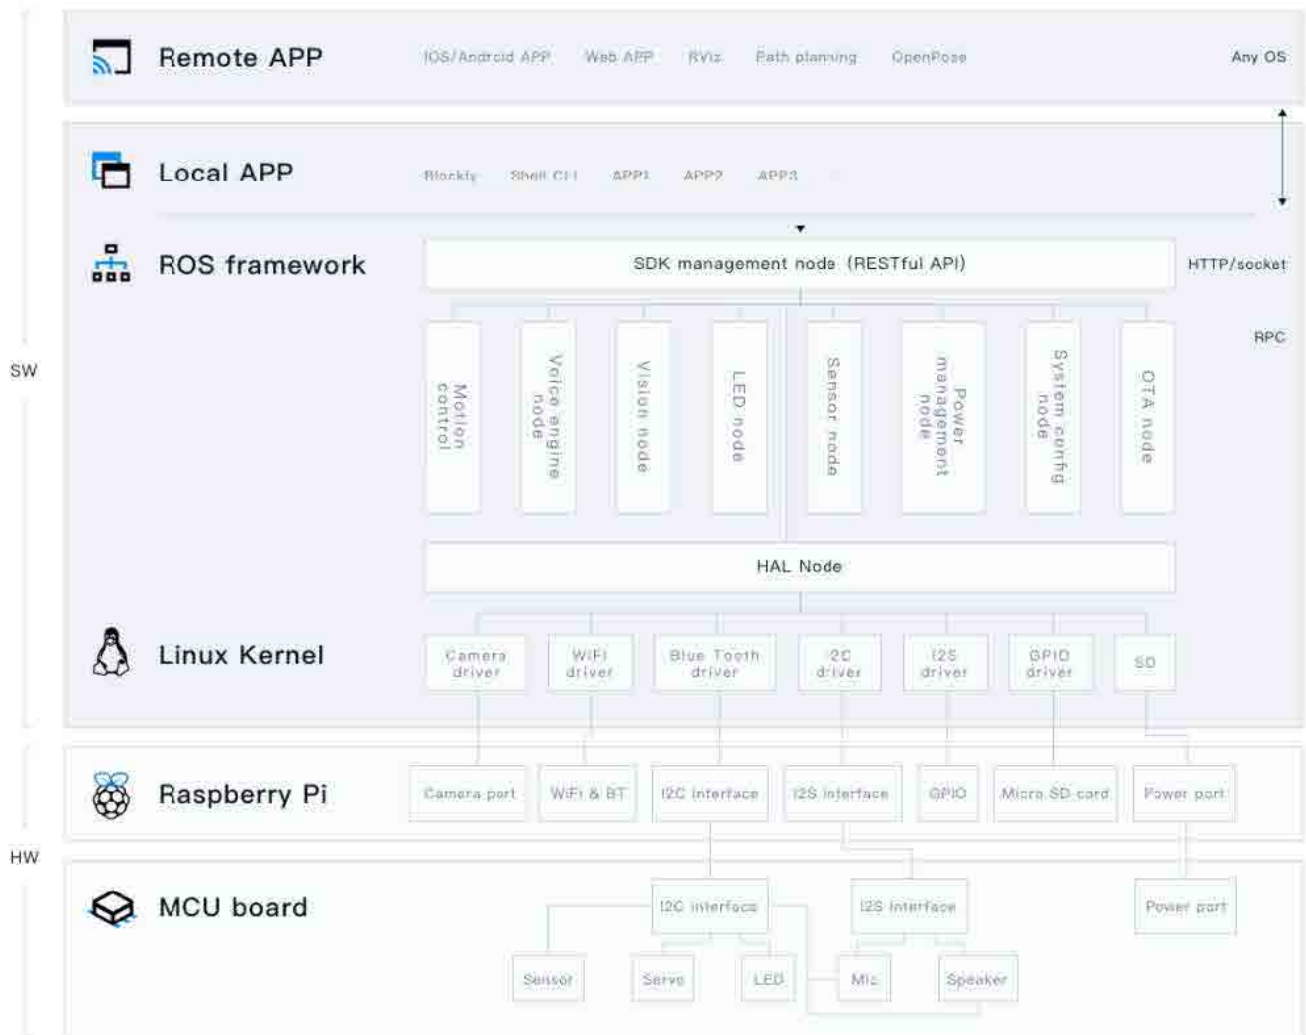 Remote APP
IOS/Android APP
Web APP
RViz
Path planning
OpenPose
Any OS
Local APP
Blockly
Shell CLI
APP1
APP2
APP3
ROS framework
SDK management node (RESTful API)
HTTP/socket
RPC
SW
Motion
control
Voice engine
node
Vision node
LED node
Sensor node
Power
management
node
System config
node
OTA node
HAL Node
Linux Kernel
Camera
driver
WiFi
driver
Blue Tooth
driver
I2C
driver
I2S
driver
GPIO
driver
SD
Raspberry Pi
Camera port
WiFi & BT
I2C interface
I2S interface
GPIO
Micro SD card
Power port
HW
MCU board
I2C interface
I2S interface
Power port
Sensor
Servo
LED
Mic
Speaker